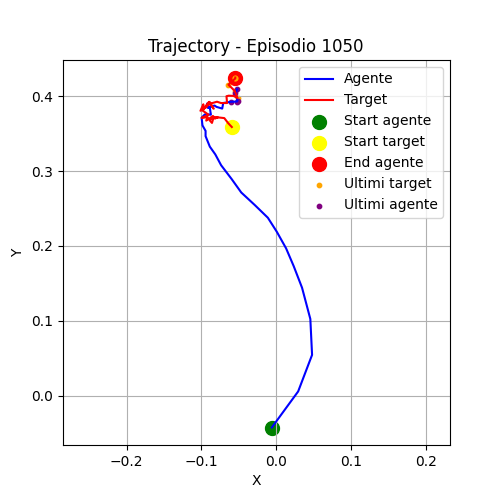 Trajectory - Episodio 1050
Agente
Target
Start agente
Start target
End agente
Ultimi target
Ultimi agente
Y
0.4
0.3
0.2
0.1
0.0
−0.2
−0.1
0.0
0.1
0.2
X